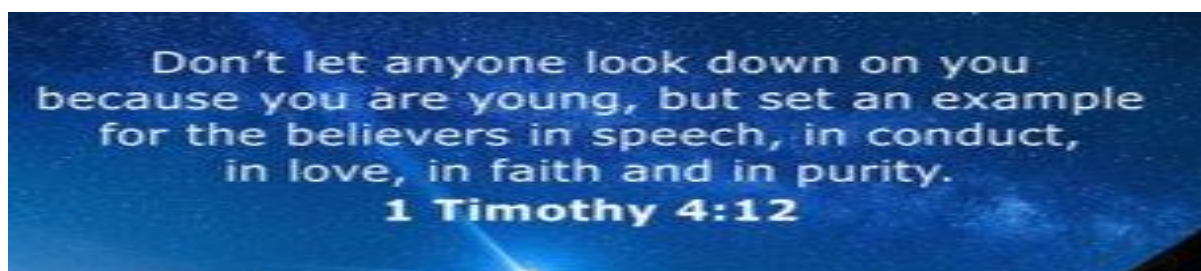 Don’t let anyone look down on you
because you are young, but set an example
for the believers in speech, in conduct,
in love, in faith and in purity.
1 Timothy 4:12